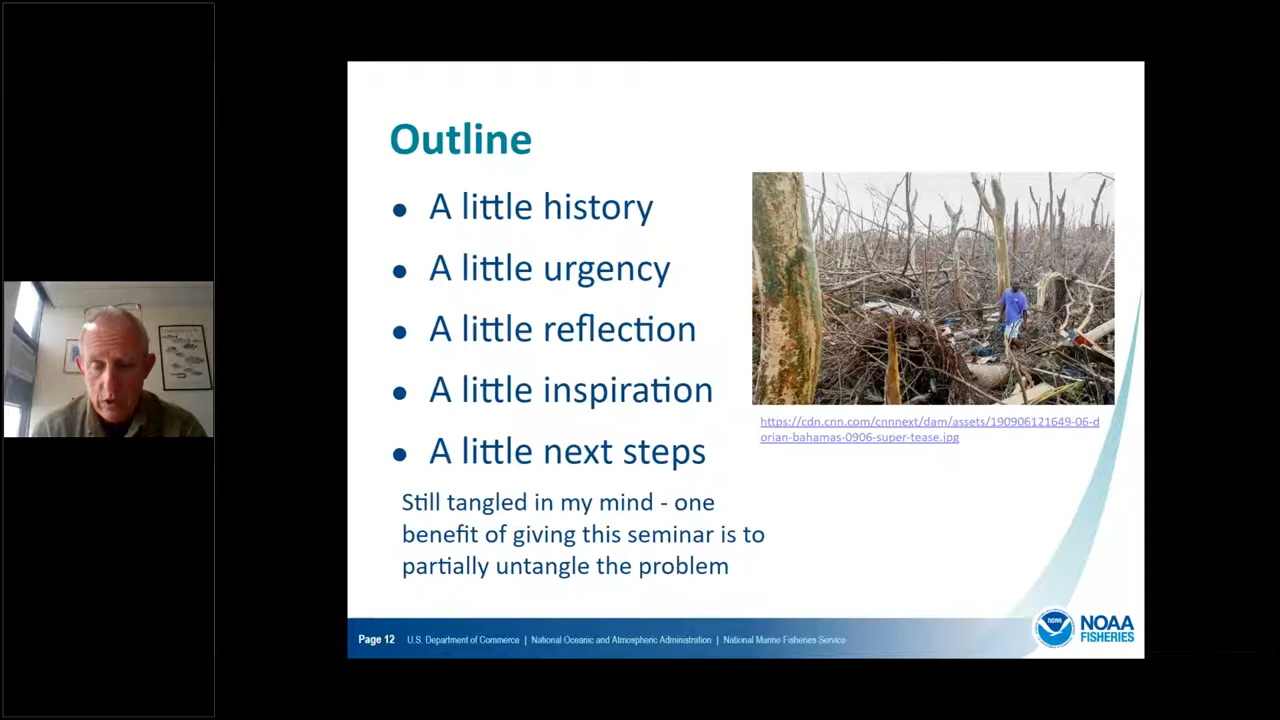 Outline
● A little history
● A little urgency
● A little reflection
● A little inspiration
● A little next steps
Still tangled in my mind - one
benefit of giving this seminar is to
partially untangle the problem
https://cdn.cnn.com/cnnnext/dam/assets/190906121649-06-d
orian-bahamas-0906-super-tease.jpg
Page 12 U.S. Department of Commerce | National Oceanic and Atmospheric Administration | National Marine Fisheries Service
NOAA
NOAA
FISHERIES